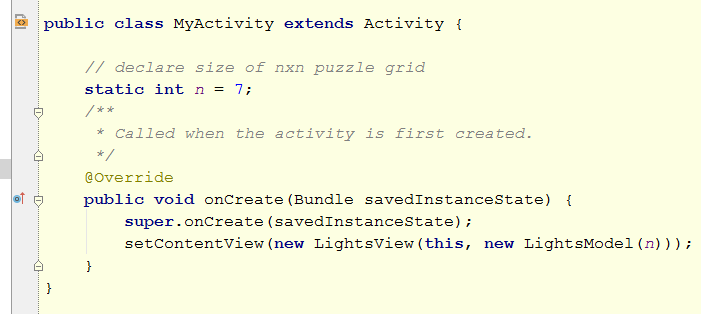 public class MyActivity extends Activity {
// declare size of nxn puzzle grid
static int n = 7;
/**
* Called when the activity is first created.
*/
@Override
public void onCreate(Bundle savedInstanceState) {
super.onCreate(savedInstanceState);
setContentView(new LightsView(this, new LightsModel(n)));
}
}